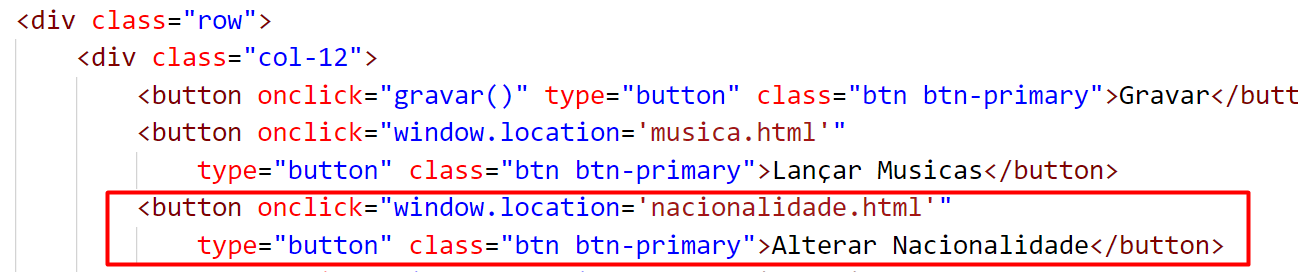 <div class="row">
<div class="col-12">
<button onclick="gravar()" type="button" class="btn btn-primary">Gravar</butt
<button onclick="window.location='musica.html'"
type="button" class="btn btn-primary">Lançar Musicas</button>
<button onclick="window.location='nacionalidade.html'"
type="button" class="btn btn-primary">Alterar Nacionalidade</button>